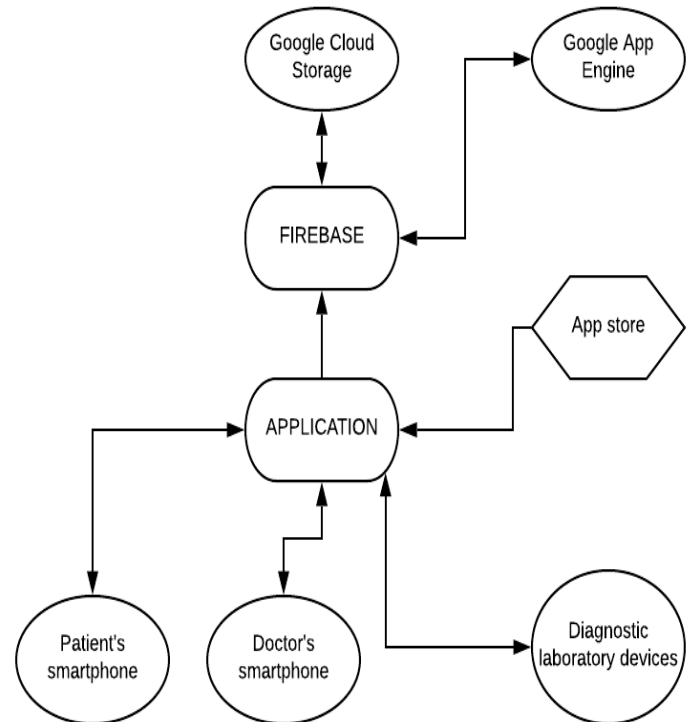 Google Cloud
Storage
Google App
Engine
FIREBASE
App store
APPLICATION
Patient's
smartphone
Doctor's
smartphone
Diagnostic
laboratory devices